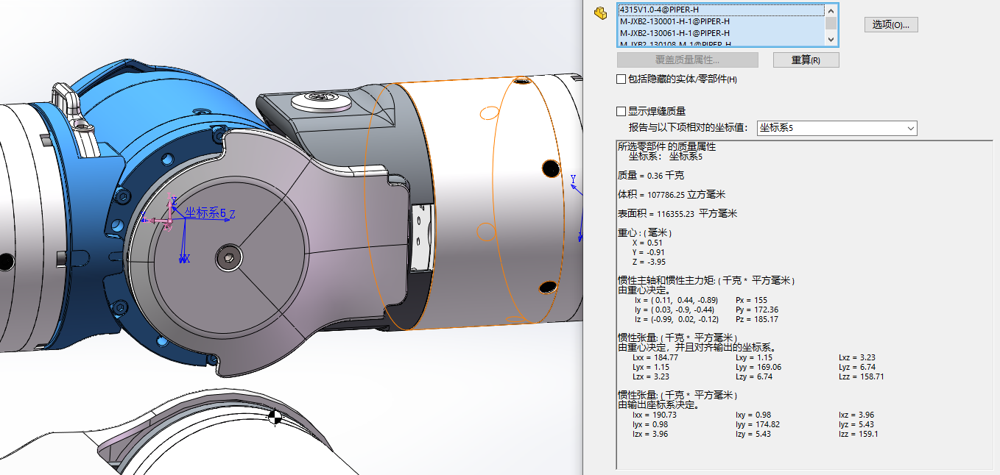 4315V1.0-4@PIPER-H
M-JXB2-130001-H-1@PIPER-H
M-JXB2-130061-H-1@PIPER-H
M-JXB2-130108-M-1@PIPER-H
选项(O)...
覆盖质量属性...
重算(R)
包括隐藏的实体/零部件(H)
显示焊缝质量
报告与以下项相对的坐标值:
坐标系5
所选零部件 的质量属性
坐标系: 坐标系5
质量 = 0.36 千克
体积 = 107786.25 立方毫米
表面积 = 116355.23 平方毫米
重心 : ( 毫米 )
X = 0.51
Y = -0.91
Z = -3.95
惯性主轴和惯性主力矩: ( 千克 * 平方毫米 )
由重心决定。
Ix = ( 0.11, 0.44, -0.89) Px = 155
Iy = ( 0.03, -0.9, -0.44) Py = 172.36
Iz = (-0.99, 0.02, -0.12) Pz = 185.17
惯性张量: ( 千克 * 平方毫米 )
由重心决定，并且对齐输出的坐标系。
Lxx = 184.77 Lxy = 1.15 Lxz = 3.23
Lyx = 1.15 Lyy = 169.06 Lyz = 6.74
Lzx = 3.23 Lzy = 6.74 Lzz = 158.71
惯性张量: ( 千克 * 平方毫米 )
由输出座标系决定。
Ixx = 190.73 Ixy = 0.98 Ixz = 3.96
Iyx = 0.98 Iyy = 174.82 Iyz = 5.43
Izx = 3.96 Izy = 5.43 Izz = 159.1
坐标系5 Z
X
Y